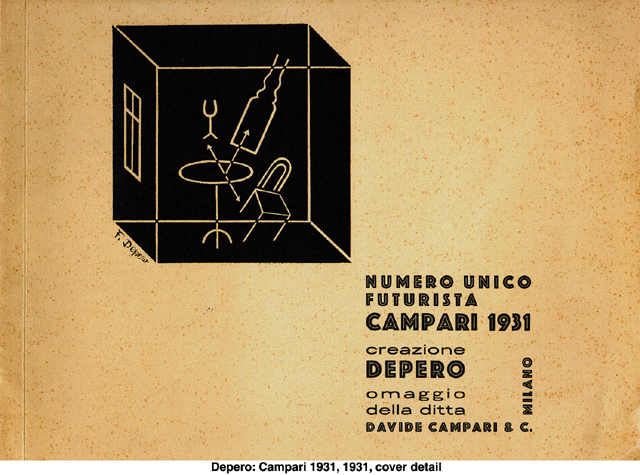 F. Depero
NUMERO UNICO
FUTURISTA
CAMPARI 1931
creazione
DEPERO
omaggio
della ditta
DAVIDE CAMPARI & C.
MILANO
Depero: Campari 1931, 1931, cover detail